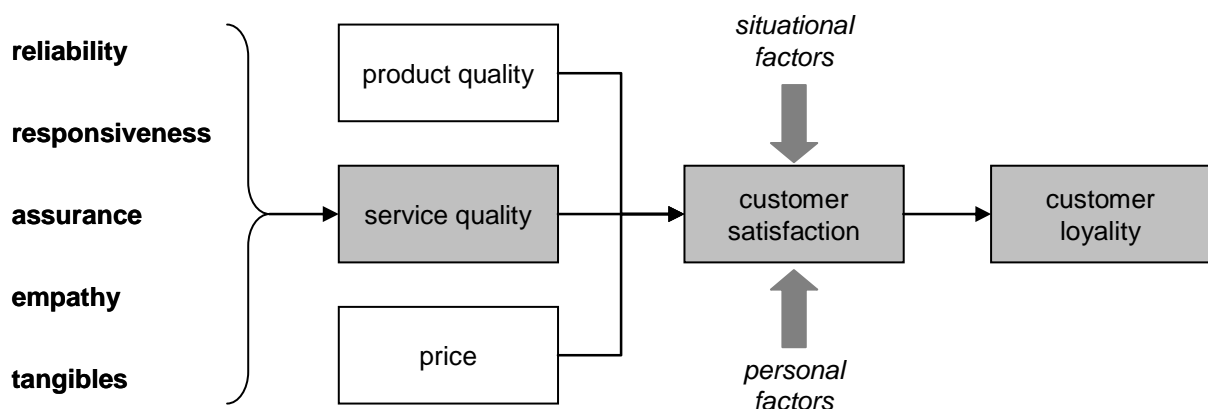 reliability
responsiveness
assurance
empathy
tangibles
product quality
service quality
price
situational
factors
customer
satisfaction
personal
factors
customer
loyality